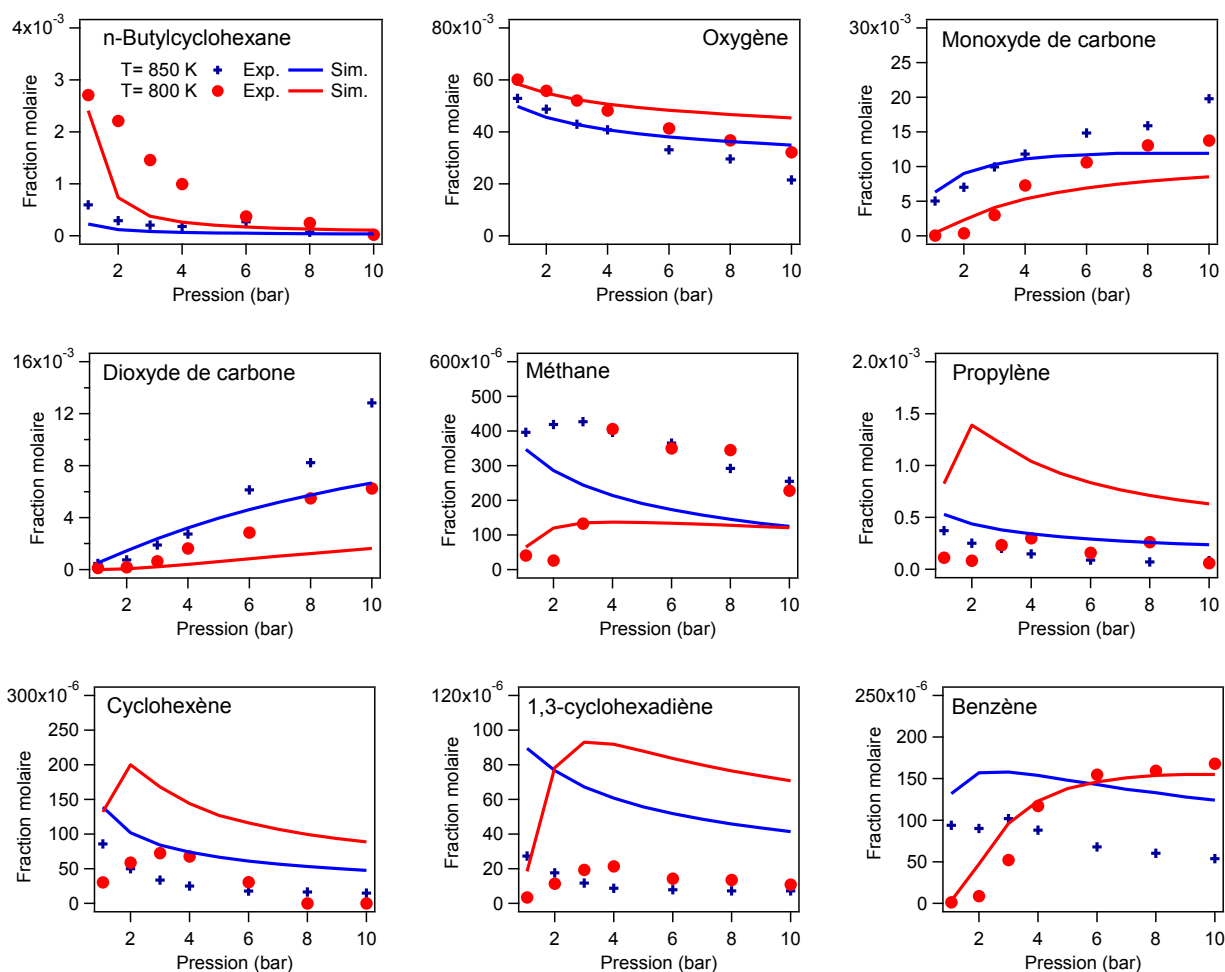 n-Butylcyclohexane
T= 850 K Exp. Sim.
T= 800 K Exp. Sim.
4x10-3
3
2
1
0
Fraction molaire
2 4 6 8 10
Pression (bar)
Oxygène
80x10-3
60
40
20
0
Fraction molaire
2 4 6 8 10
Pression (bar)
Monoxyde de carbone
25x10-3
20
15
10
5
0
Fraction molaire
2 4 6 8 10
Pression (bar)
Dioxyde de carbone
16x10-3
12
8
4
0
Fraction molaire
2 4 6 8 10
Pression (bar)
Méthane
600x10-6
500
400
300
200
100
0
Fraction molaire
2 4 6 8 10
Pression (bar)
Propylène
2.0x10-3
1.5
1.0
0.5
0.0
Fraction molaire
2 4 6 8 10
Pression (bar)
Cyclohexène
300x10-6
250
200
150
100
50
0
Fraction molaire
2 4 6 8 10
Pression (bar)
1,3-cyclohexadiène
120x10-6
100
80
60
40
20
0
Fraction molaire
2 4 6 8 10
Pression (bar)
Benzène
250x10-6
200
150
100
50
0
Fraction molaire
2 4 6 8 10
Pression (bar)